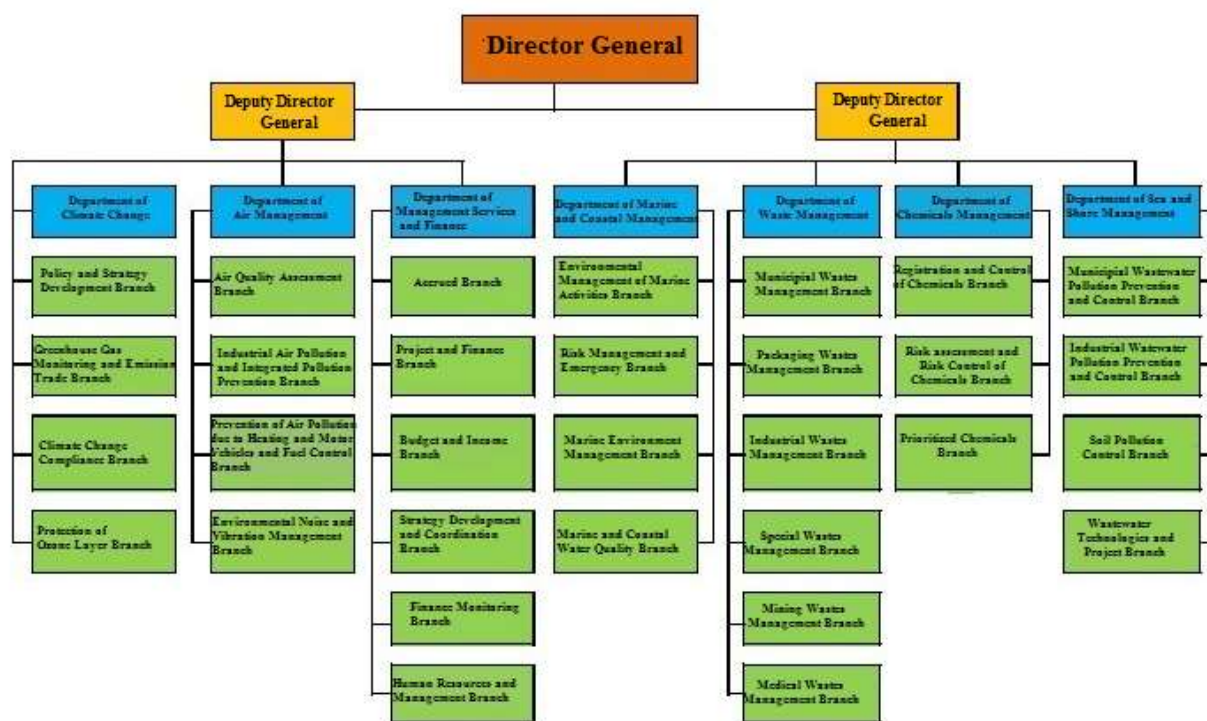 Director General
Deputy Director
General
Deputy Director
General
Department of
Climate Change
Policy and Strategy
Development Branch
Greenhouse Gas
Monitoring and Emission
Trade Branch
Climate Change
Compliance Branch
Protection of
Ozone Layer Branch
Department of
Air Management
Air Quality Assessment
Branch
Industrial Air Pollution
and Integrated Pollution
Prevention Branch
Prevention of Air Pollution
due to Heating and Motor
Vehicles and Fuel Control
Branch
Environmental Noise and
Vibration Management
Branch
Department of
Management Services
and Finance
Accrued Branch
Project and Finance
Branch
Budget and Income
Branch
Strategy Development
and Coordination
Branch
Finance Monitoring
Branch
Human Resources and
Management Branch
Department of Marine
and Coastal Management
Environmental
Management of Marine
Activities Branch
Risk Management and
Emergency Branch
Marine Environment
Management Branch
Marine and Coastal
Water Quality Branch
Department of
Waste Management
Municipial Wastes
Management Branch
Packaging Wastes
Management Branch
Industrial Wastes
Management Branch
Special Wastes
Management Branch
Mining Wastes
Management Branch
Medical Wastes
Management Branch
Department of
Chemicals Management
Registration and Control
of Chemicals Branch
Risk assessment and
Risk Control
of Chemicals Branch
Prioritized Chemicals
Branch
Department of Sea and
Share Management
Municipial Wastewater
Pollution Prevention
and Control Branch
Industrial Watewater
Pollution Prevention
and Control Branch
Soil Pollution
Control Branch
Wastewater
Technologies and
Project Branch